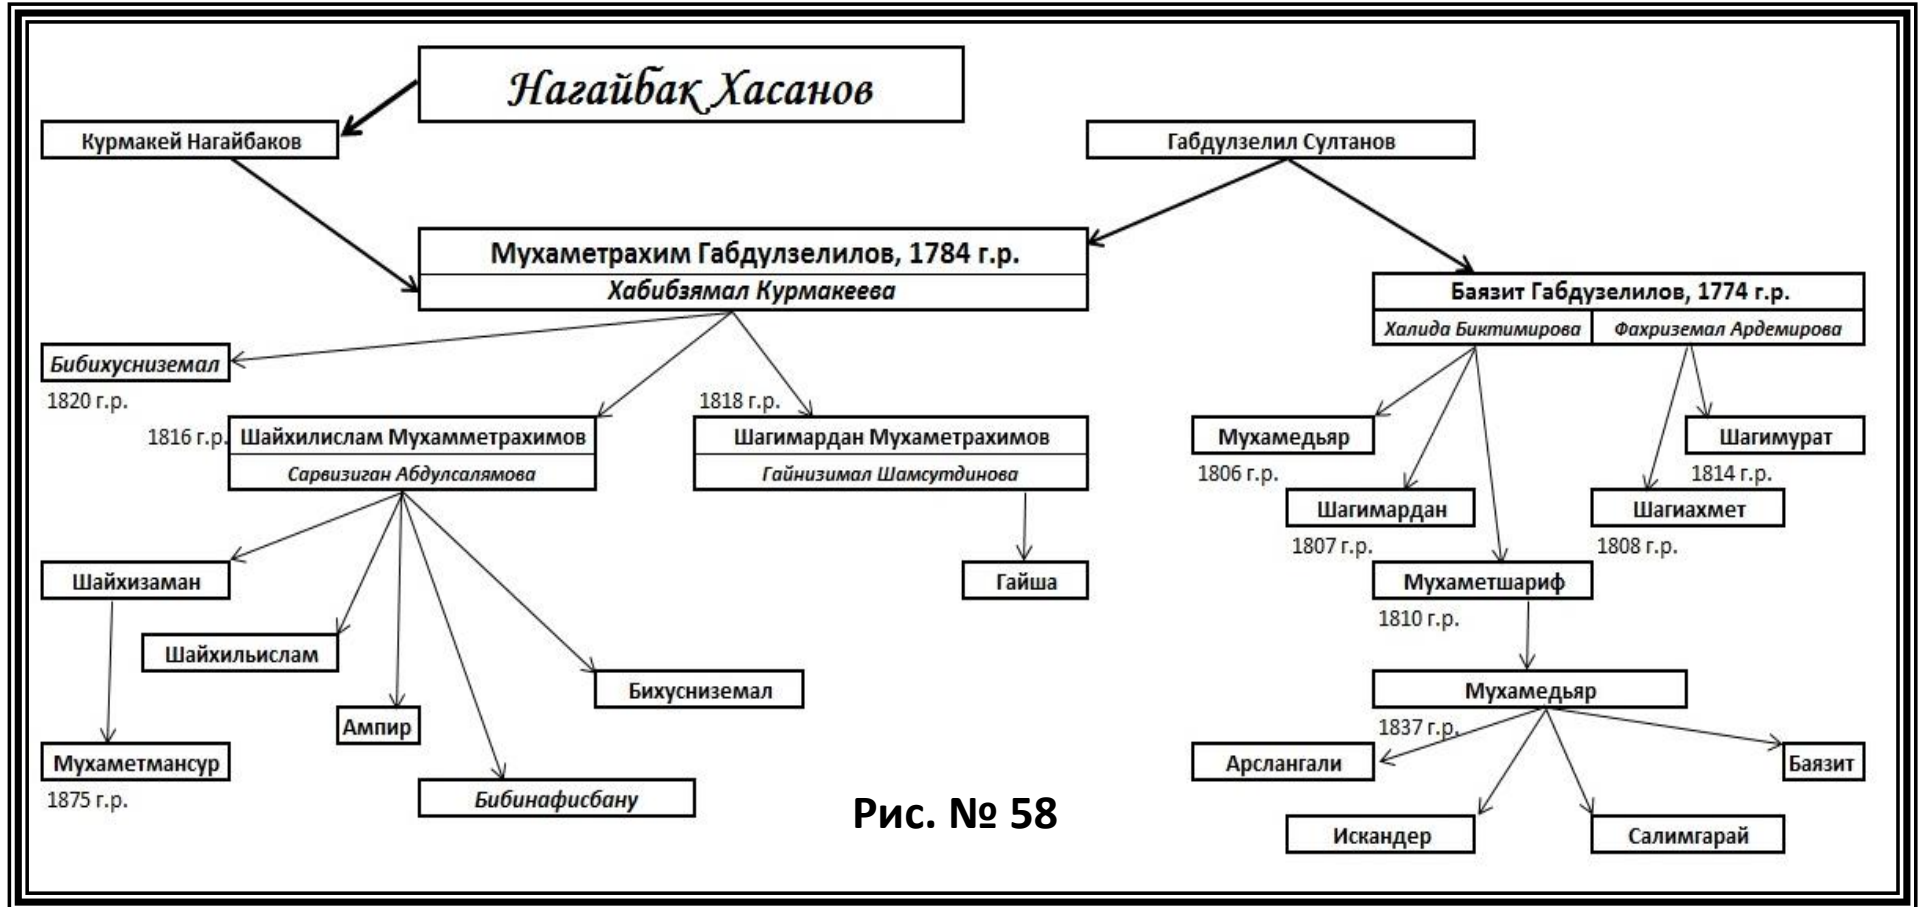 Нагайбак Хасанов
Курмакей Нагайбаков
Габдулзелил Султанов
Мухаметрахим Габдулзелилов, 1784 г.р.
Хабибзямал Курмакеева
Баязит Габдузелилов, 1774 г.р.
Халида Биктимирова
Фахриземал Ардемирова
Бибихусниземал
1820 г.р.
1816 г.р.
Шайхилислам Мухамметрахимов
Сарвизиган Абдулсалямова
1818 г.р.
Шагимардан Мухаметрахимов
Гайнизимал Шамсутдинова
Мухамедьяр
1806 г.р.
Шагимурат
1814 г.р.
Шагимардан
1807 г.р.
Шагиахмет
1808 г.р.
Шайхизаман
Гайша
Мухаметшариф
1810 г.р.
Шайхильислам
Бихусниземал
Мухамедьяр
1837 г.р.
Ампир
Мухаметмансур
1875 г.р.
Бибинафисбану
Арслангали
Баязит
Искандер
Салимгарай
Рис. № 58